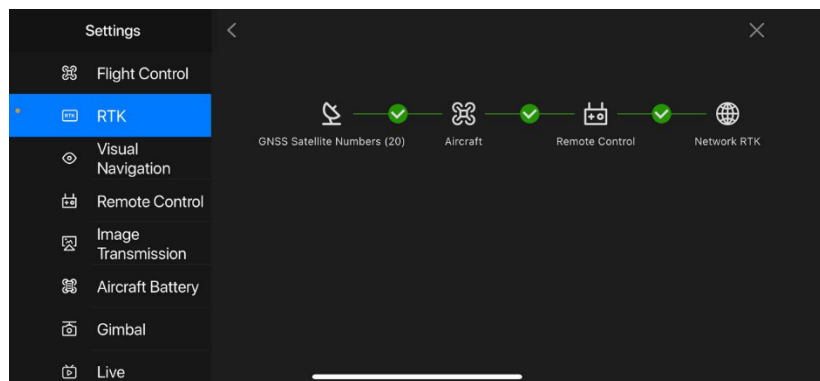 Settings
Flight Control
RTK
RTK
Visual
Navigation
Remote Control
Image
Transmission
Aircraft Battery
Gimbal
Live
GNSS Satellite Numbers (20)
Aircraft
Remote Control
Network RTK